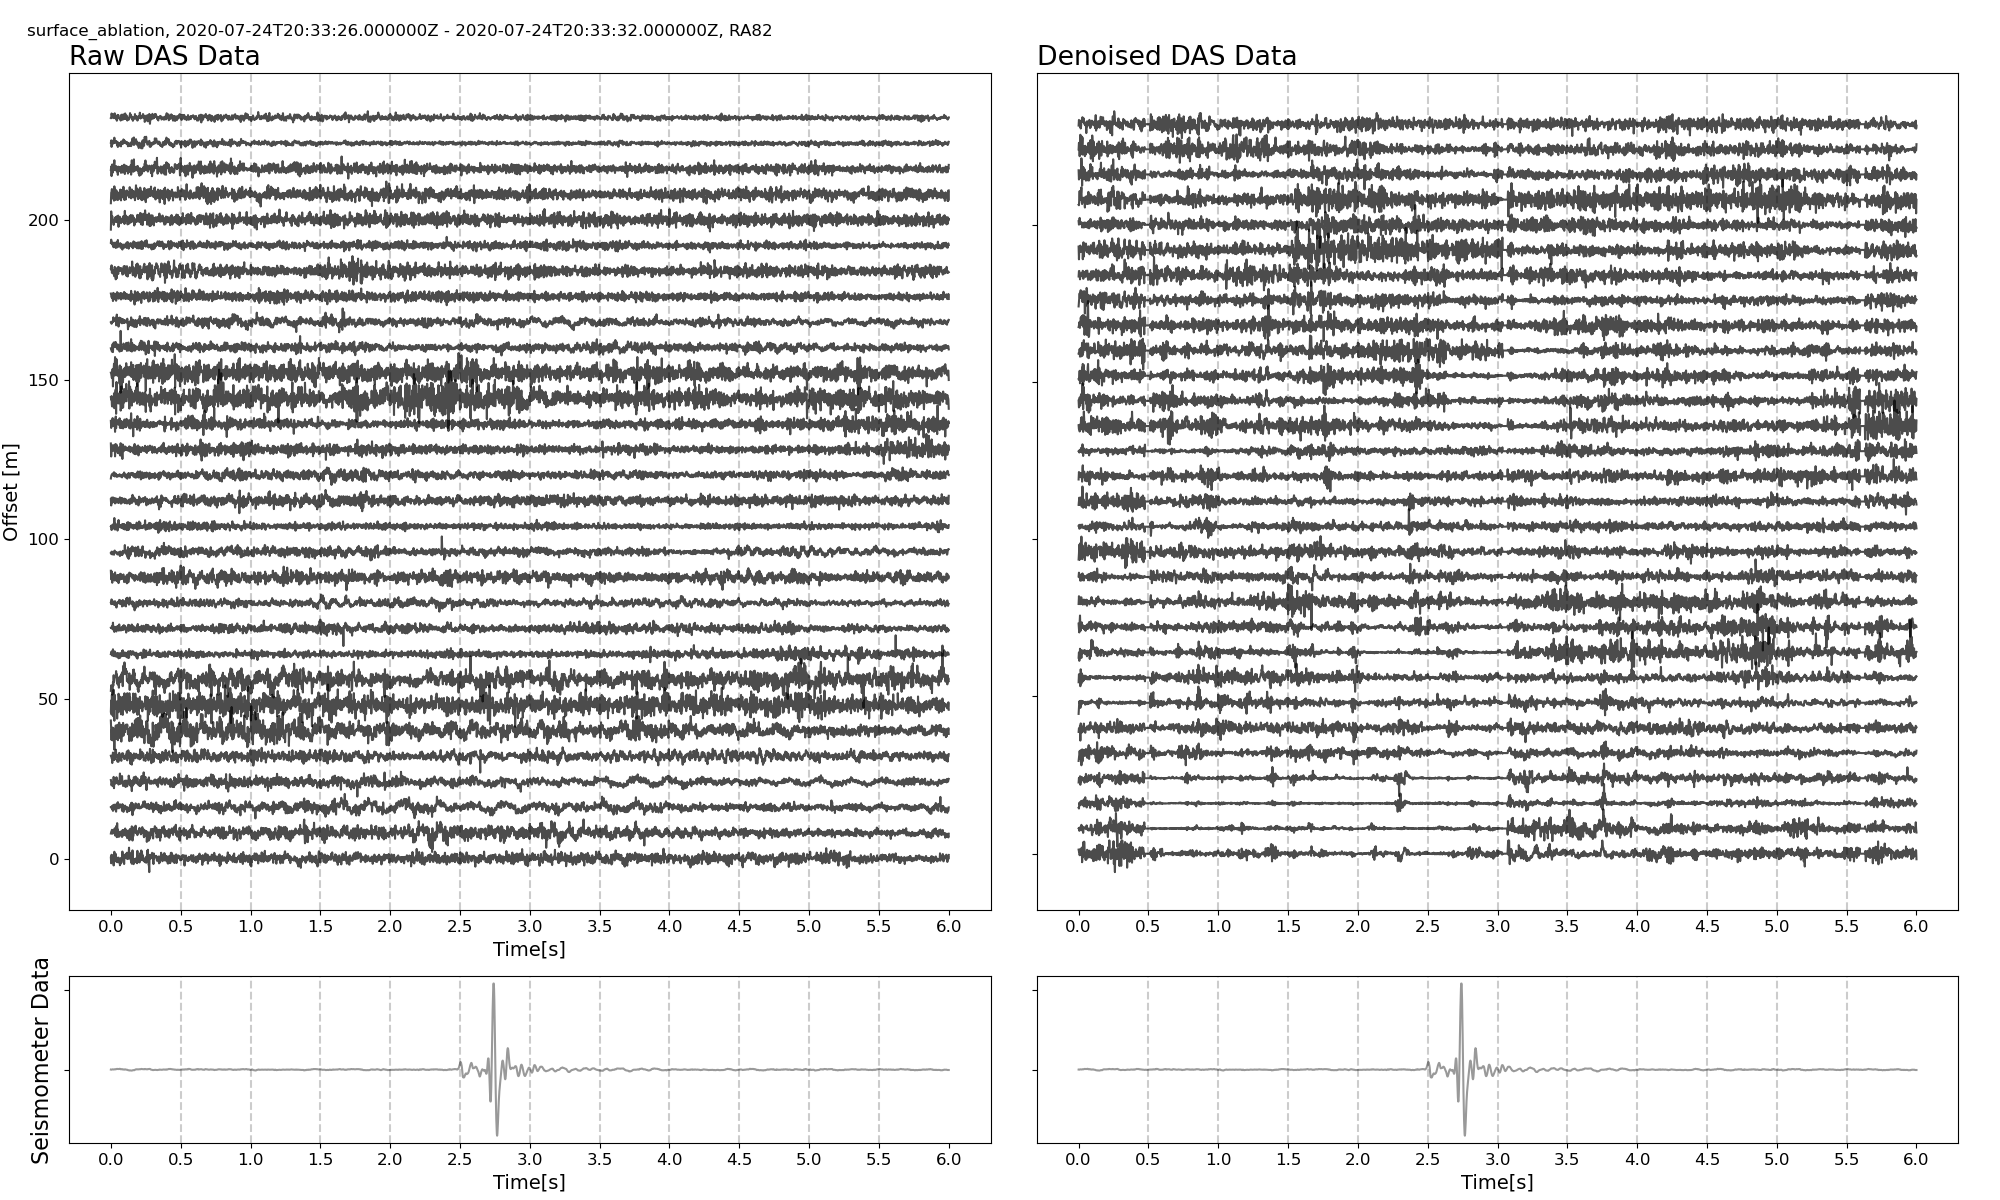 surface_ablation, 2020-07-24T20:33:26.000000Z - 2020-07-24T20:33:32.000000Z, RA82
Raw DAS Data
Denoised DAS Data
Offset [m]
200
150
100
50
0
0.0 0.5 1.0 1.5 2.0 2.5 3.0 3.5 4.0 4.5 5.0 5.5 6.0
Time[s]
0.0 0.5 1.0 1.5 2.0 2.5 3.0 3.5 4.0 4.5 5.0 5.5 6.0
Seismometer Data
0.0 0.5 1.0 1.5 2.0 2.5 3.0 3.5 4.0 4.5 5.0 5.5 6.0
Time[s]
0.0 0.5 1.0 1.5 2.0 2.5 3.0 3.5 4.0 4.5 5.0 5.5 6.0
Time[s]